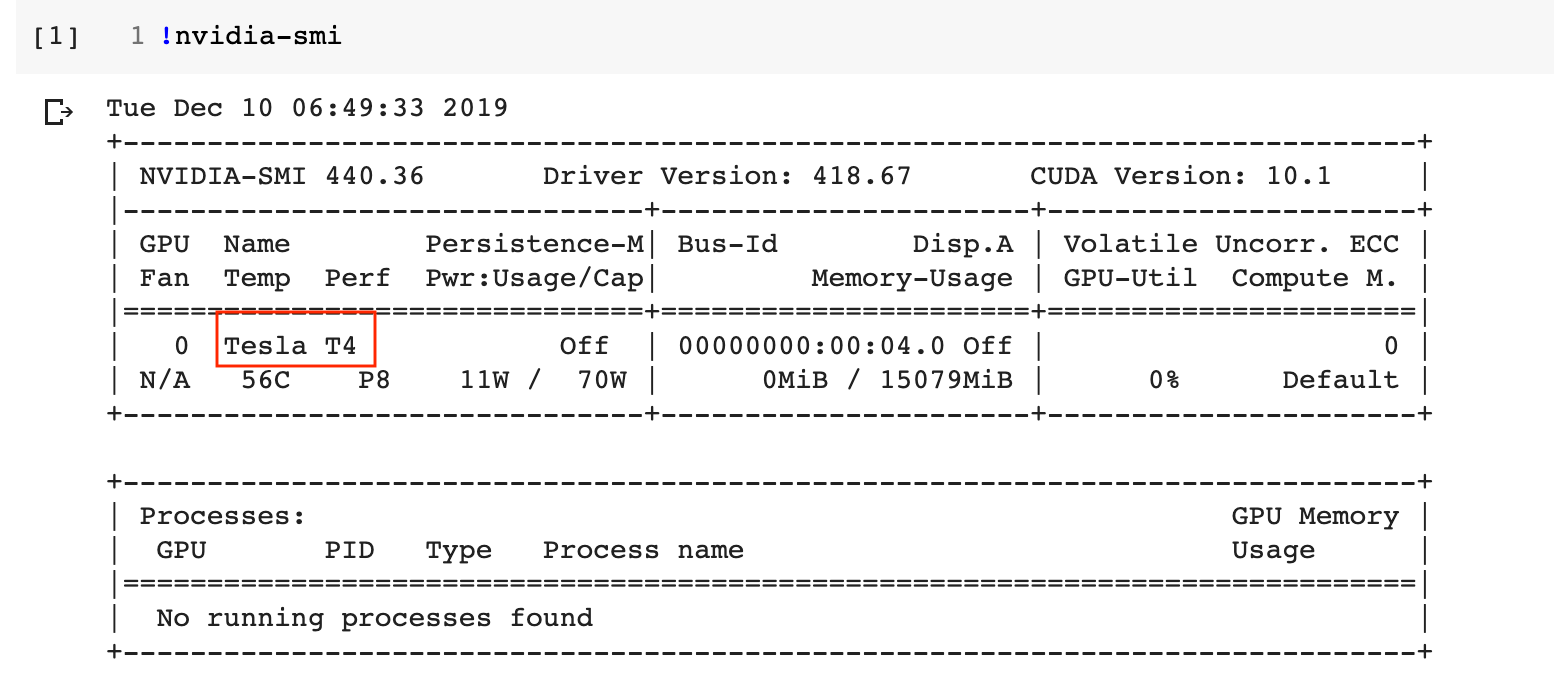 [1] 1 !nvidia-smi
Tue Dec 10 06:49:33 2019
+-----------------------------------------------------------------------------+
| NVIDIA-SMI 440.36       Driver Version: 418.67       CUDA Version: 10.1     |
|-------------------------------+----------------------+----------------------+
| GPU  Name        Persistence-M| Bus-Id        Disp.A | Volatile Uncorr. ECC |
| Fan  Temp  Perf  Pwr:Usage/Cap|         Memory-Usage | GPU-Util  Compute M. |
|===============================+======================+======================|
|   0  Tesla T4            Off  | 00000000:00:04.0 Off |                    0 |
| N/A   56C    P8    11W /  70W |      0MiB / 15079MiB |      0%      Default |
+-------------------------------+----------------------+----------------------+

+-----------------------------------------------------------------------------+
| Processes:                                                       GPU Memory |
|  GPU       PID   Type   Process name                             Usage      |
|=============================================================================|
|  No running processes found                                                 |
+-----------------------------------------------------------------------------+